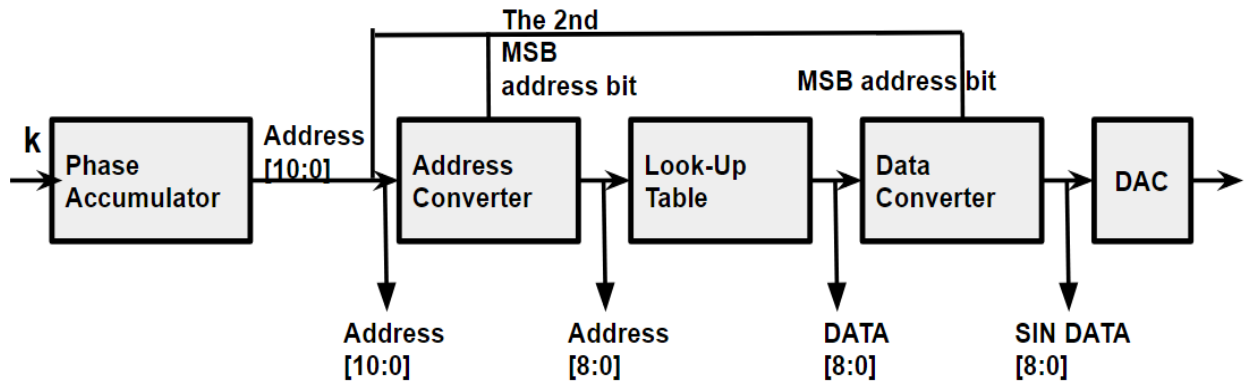 The 2nd
MSB
address bit
MSB address bit
k
Address
[10:0]
Phase
Accumulator
Address
Converter
Look-Up
Table
Data
Converter
DAC
Address
[10:0]
Address
[8:0]
DATA
[8:0]
SIN DATA
[8:0]